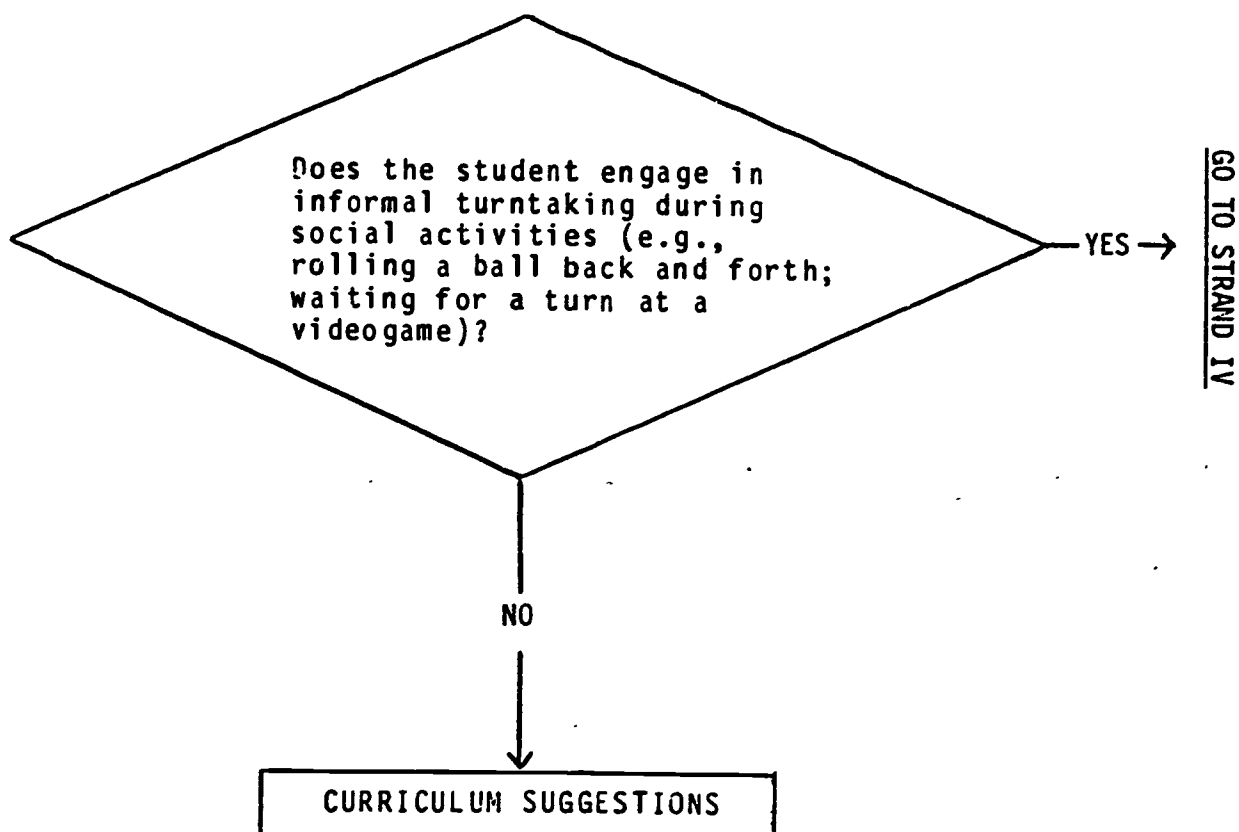 Does the student engage in
informal turntaking during
social activities (e.g.,
rolling a ball back and forth;
waiting for a turn at a
videogame)?
YES
GO TO STRAND IV
NO
CURRICULUM SUGGESTIONS